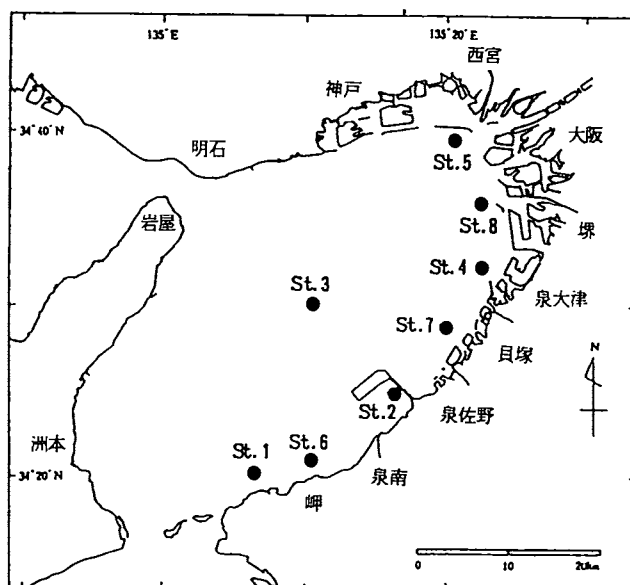 135°E
135°20'E
西宮
神戸
34°40'N
大阪
明石
St.5
岩屋
St.8
堺
St.4
St.3
泉大津
St.7
貝塚
N
St.2
泉佐野
洲本
St.1
St.6
泉南
34°20'N
岬
0 10 20km